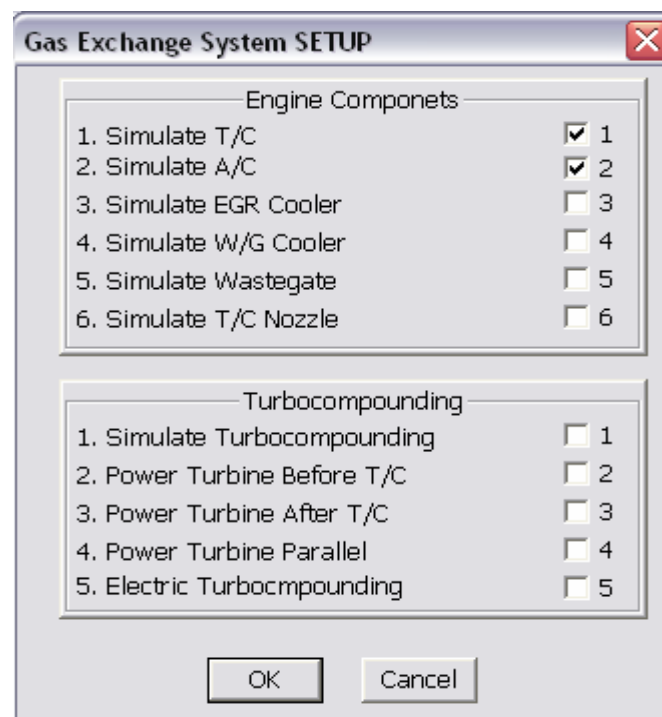 Gas Exchange System SETUP
Engine Componets
1. Simulate T/C 1
2. Simulate A/C 2
3. Simulate EGR Cooler 3
4. Simulate W/G Cooler 4
5. Simulate Wastegate 5
6. Simulate T/C Nozzle 6
Turbocompounding
1. Simulate Turbocompounding 1
2. Power Turbine Before T/C 2
3. Power Turbine After T/C 3
4. Power Turbine Parallel 4
5. Electric Turbocmpounding 5
OK Cancel